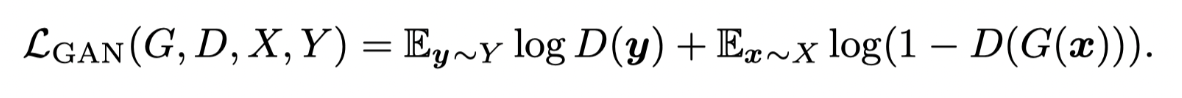 ℒ_GAN(G, D, X, Y) = 𝔼_{𝒚∼Y} log D(𝒚) + 𝔼_{𝒙∼X} log(1 − D(G(𝒙))).